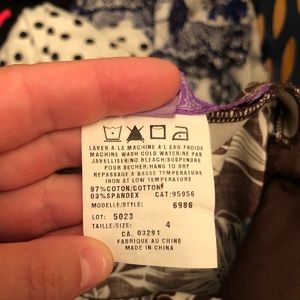 LAVER A LA MACHINE A L EAU FROIDE
MACHINE WASH COLD WATER/NE PAS
JAVELLISER/NO BLEACH/SUSPENDRE
POUR SECHER/HANG TO DRY
REPASSAGE A BASSE TEMPERATURE
IRON AT LOW TEMPERATURE
97% COTON/COTTON
03%SPANDEX CAT:95956
MODELLE/STYLE: 6986
LOT: 5023
TAILLE/SIZE: 4
CA. 03291
FABRIQUE AU CHINE
MADE IN CHINA